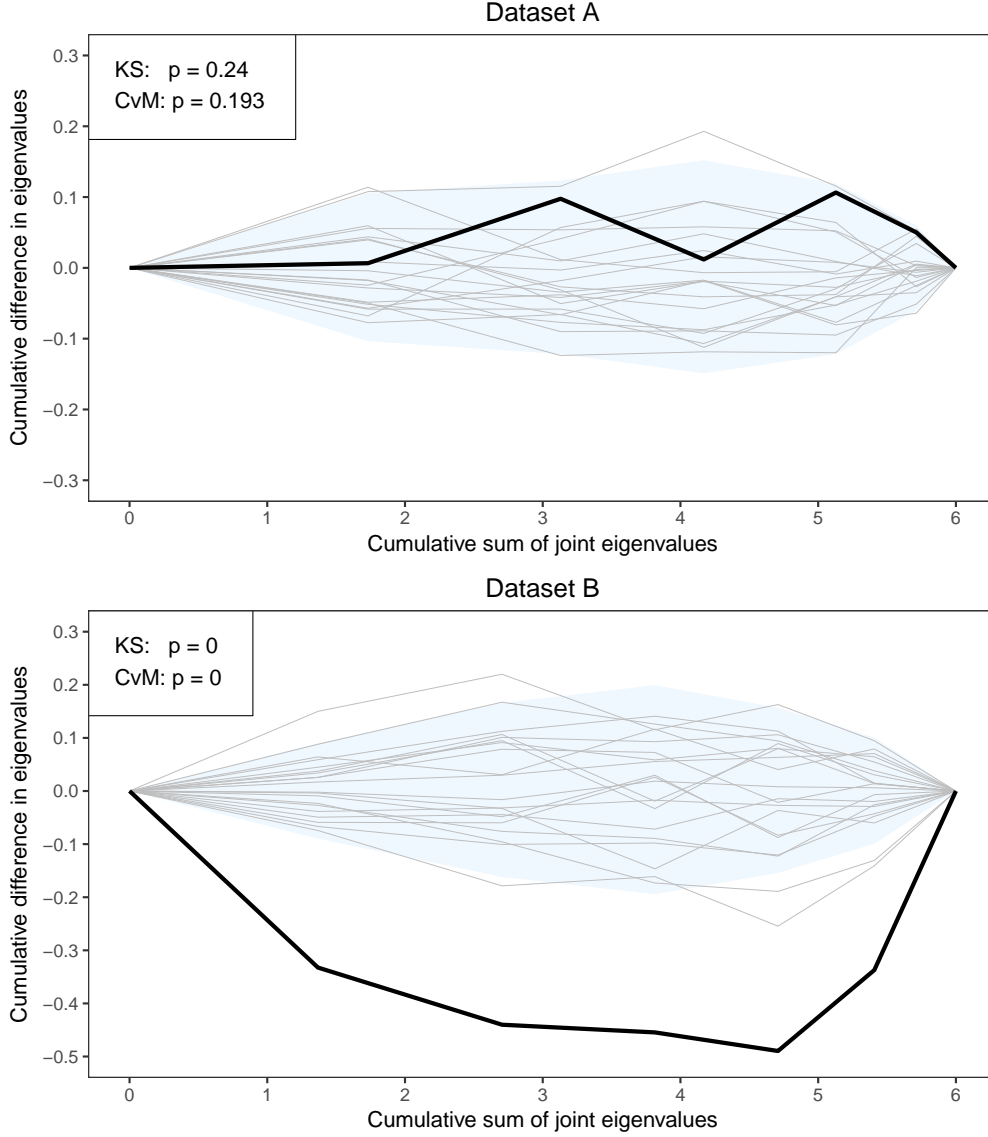 Dataset A
KS: p = 0.24
CvM: p = 0.193
Cumulative difference in eigenvalues
0.3
0.2
0.1
0.0
−0.1
−0.2
−0.3
0 1 2 3 4 5 6
Cumulative sum of joint eigenvalues
Dataset B
KS: p = 0
CvM: p = 0
Cumulative difference in eigenvalues
0.3
0.2
0.1
0.0
−0.1
−0.2
−0.3
−0.4
−0.5
0 1 2 3 4 5 6
Cumulative sum of joint eigenvalues